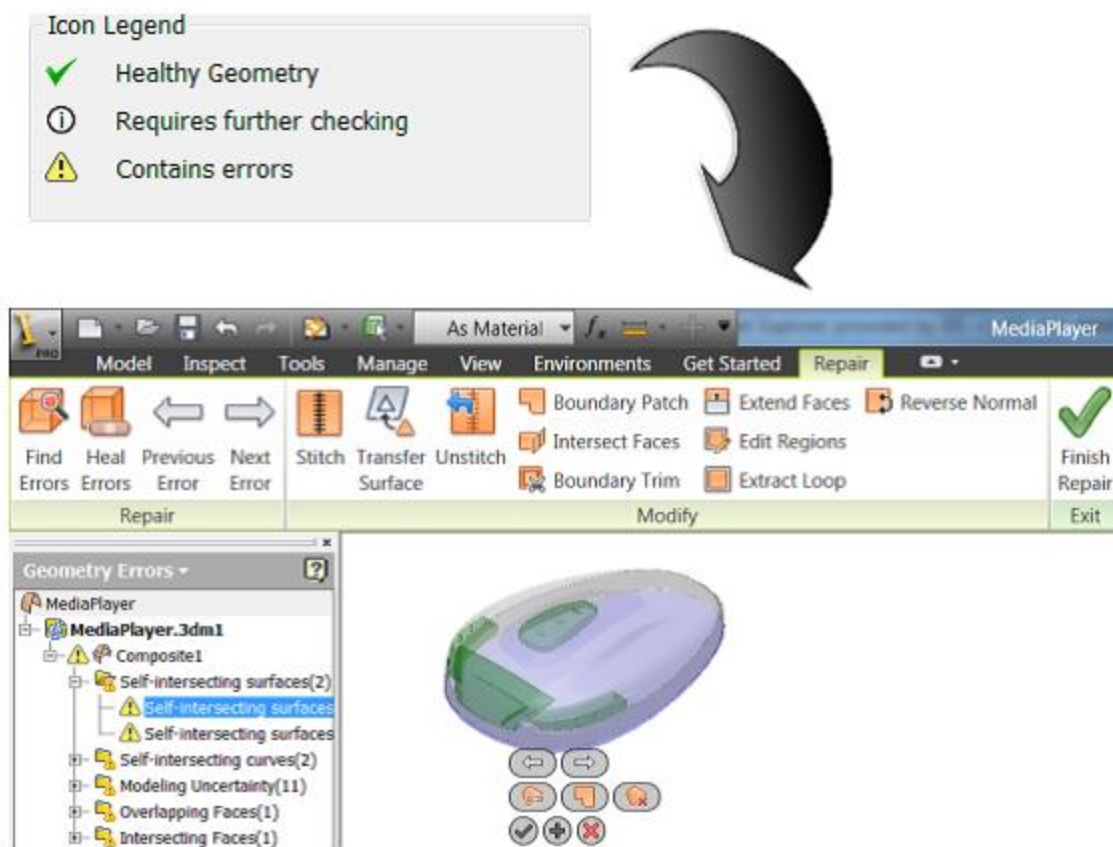 Icon Legend
Healthy Geometry
Requires further checking
Contains errors
PRO
As Material
MediaPlayer
Model Inspect Tools Manage View Environments Get Started Repair
Boundary Patch Extend Faces Reverse Normal
Intersect Faces Edit Regions
Find Heal Previous Next Stitch Transfer Unstitch Finish
Errors Errors Error Error Surface Boundary Trim Extract Loop Repair
Repair Modify Exit
Geometry Errors
MediaPlayer
MediaPlayer.3dm1
Composite1
Self-intersecting surfaces(2)
Self-intersecting surfaces
Self-intersecting surfaces
Self-intersecting curves(2)
Modeling Uncertainty(11)
Overlapping Faces(1)
Intersecting Faces(1)